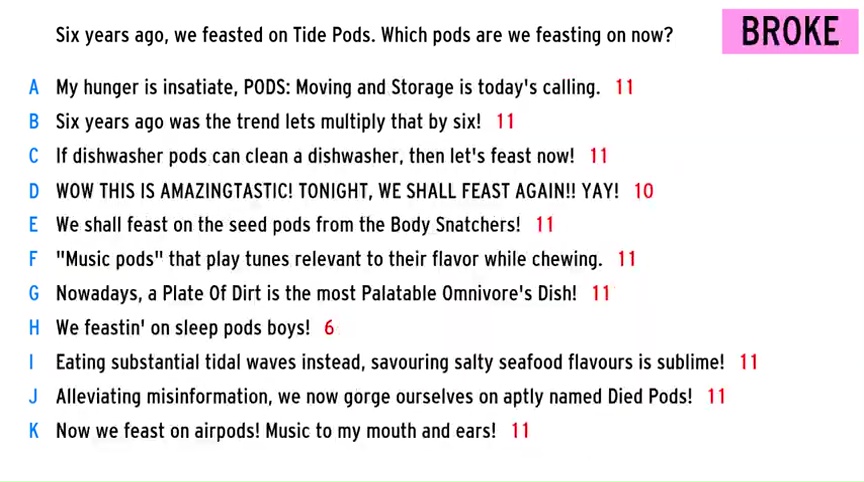 Six years ago, we feasted on Tide Pods. Which pods are we feasting on now?
BROKE
A My hunger is insatiate, PODS: Moving and Storage is today's calling. 11
B Six years ago was the trend lets multiply that by six! 11
C If dishwasher pods can clean a dishwasher, then let's feast now! 11
D WOW THIS IS AMAZINGTASTIC! TONIGHT, WE SHALL FEAST AGAIN!! YAY! 10
E We shall feast on the seed pods from the Body Snatchers! 11
F "Music pods" that play tunes relevant to their flavor while chewing. 11
G Nowadays, a Plate Of Dirt is the most Palatable Omnivore's Dish! 11
H We feastin' on sleep pods boys! 6
I Eating substantial tidal waves instead, savouring salty seafood flavours is sublime! 11
J Alleviating misinformation, we now gorge ourselves on aptly named Died Pods! 11
K Now we feast on airpods! Music to my mouth and ears! 11